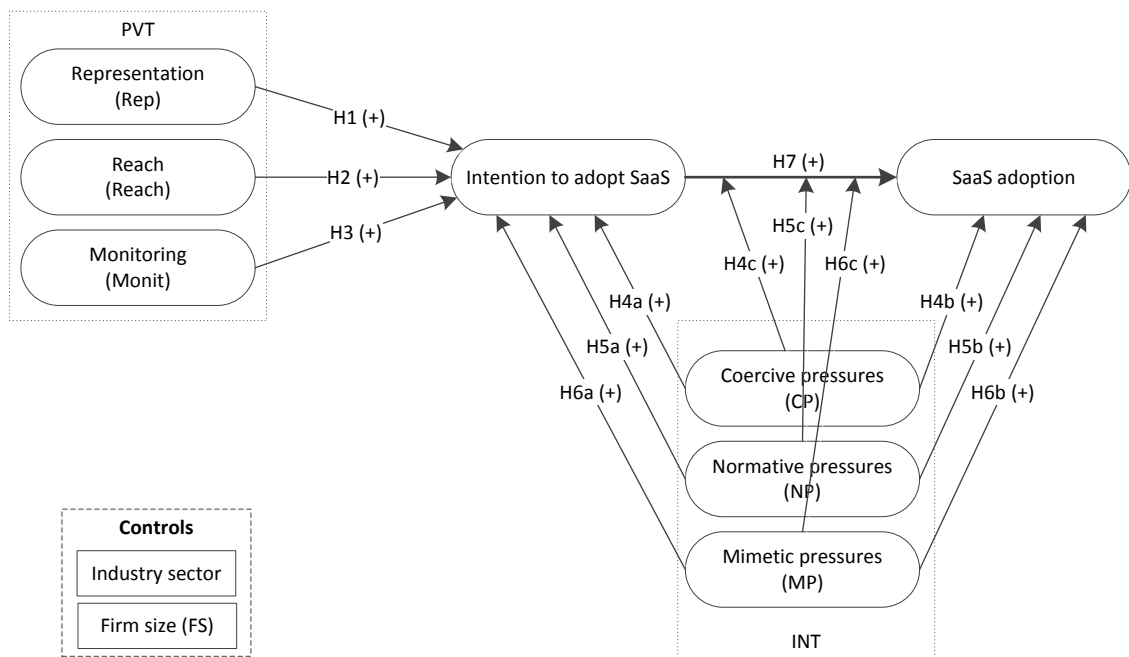 PVT
Representation
(Rep)
Reach
(Reach)
Monitoring
(Monit)
H1 (+)
H2 (+)
H3 (+)
Intention to adopt SaaS
H7 (+)
SaaS adoption
H5c (+)
H4c (+)
H6c (+)
H4a (+)
H5a (+)
H6a (+)
H4b (+)
H5b (+)
H6b (+)
Coercive pressures
(CP)
Normative pressures
(NP)
Mimetic pressures
(MP)
INT
Controls
Industry sector
Firm size (FS)